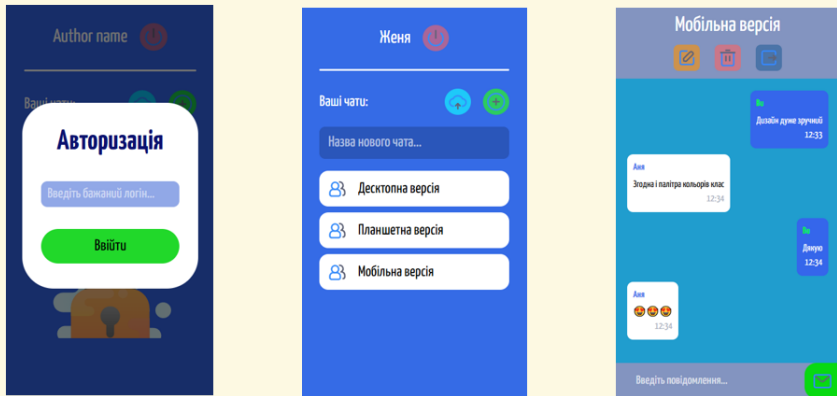 Author name
Ваші чати:
Авторизація
Введіть бажаний логін...
Ввійти
Женя
Ваші чати:
Назва нового чата...
Десктопна версія
Планшетна версія
Мобільна версія
Мобільна версія
Ви
Дизайн дуже зручний
12:33
Аня
Згодна і палітра кольорів клас
12:34
Ви
Дякую
12:34
Аня
12:34
Введіть повідомлення...